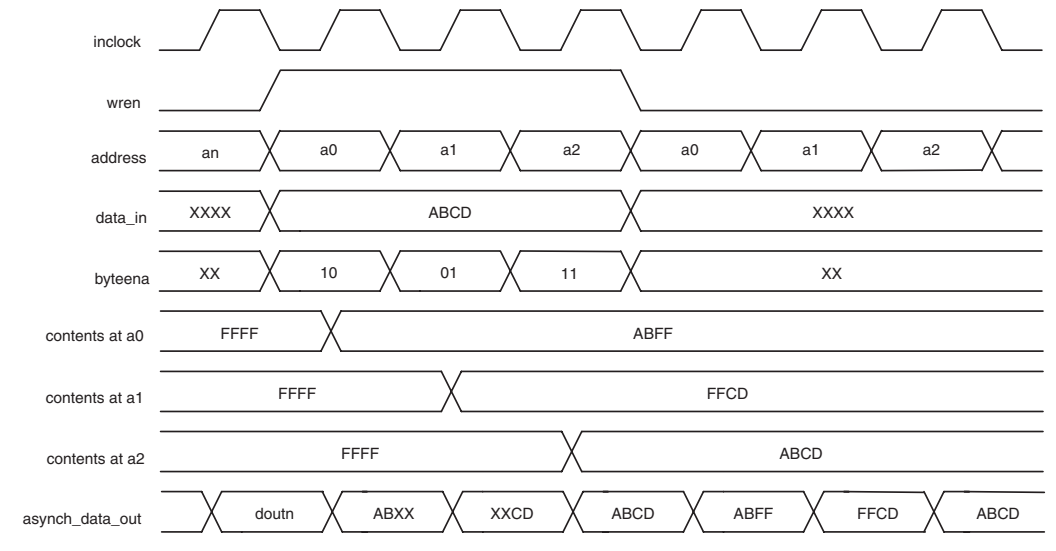 inclock
wren
address an a0 a1 a2 a0 a1 a2
data_in XXXX ABCD XXXX
byteena XX 10 01 11 XX
contents at a0 FFFF ABFF
contents at a1 FFFF FFCD
contents at a2 FFFF ABCD
asynch_data_out doutn ABXX XXCD ABCD ABFF FFCD ABCD